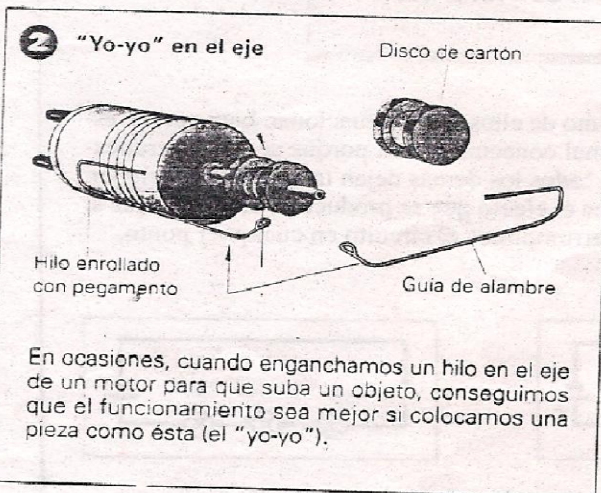 2 "Yo-yo" en el eje
Disco de cartón
Hilo enrollado
con pegamento
Guía de alambre
En ocasiones, cuando enganchamos un hilo en el eje
de un motor para que suba un objeto, conseguimos
que el funcionamiento sea mejor si colocamos una
pieza como ésta (el "yo-yo").